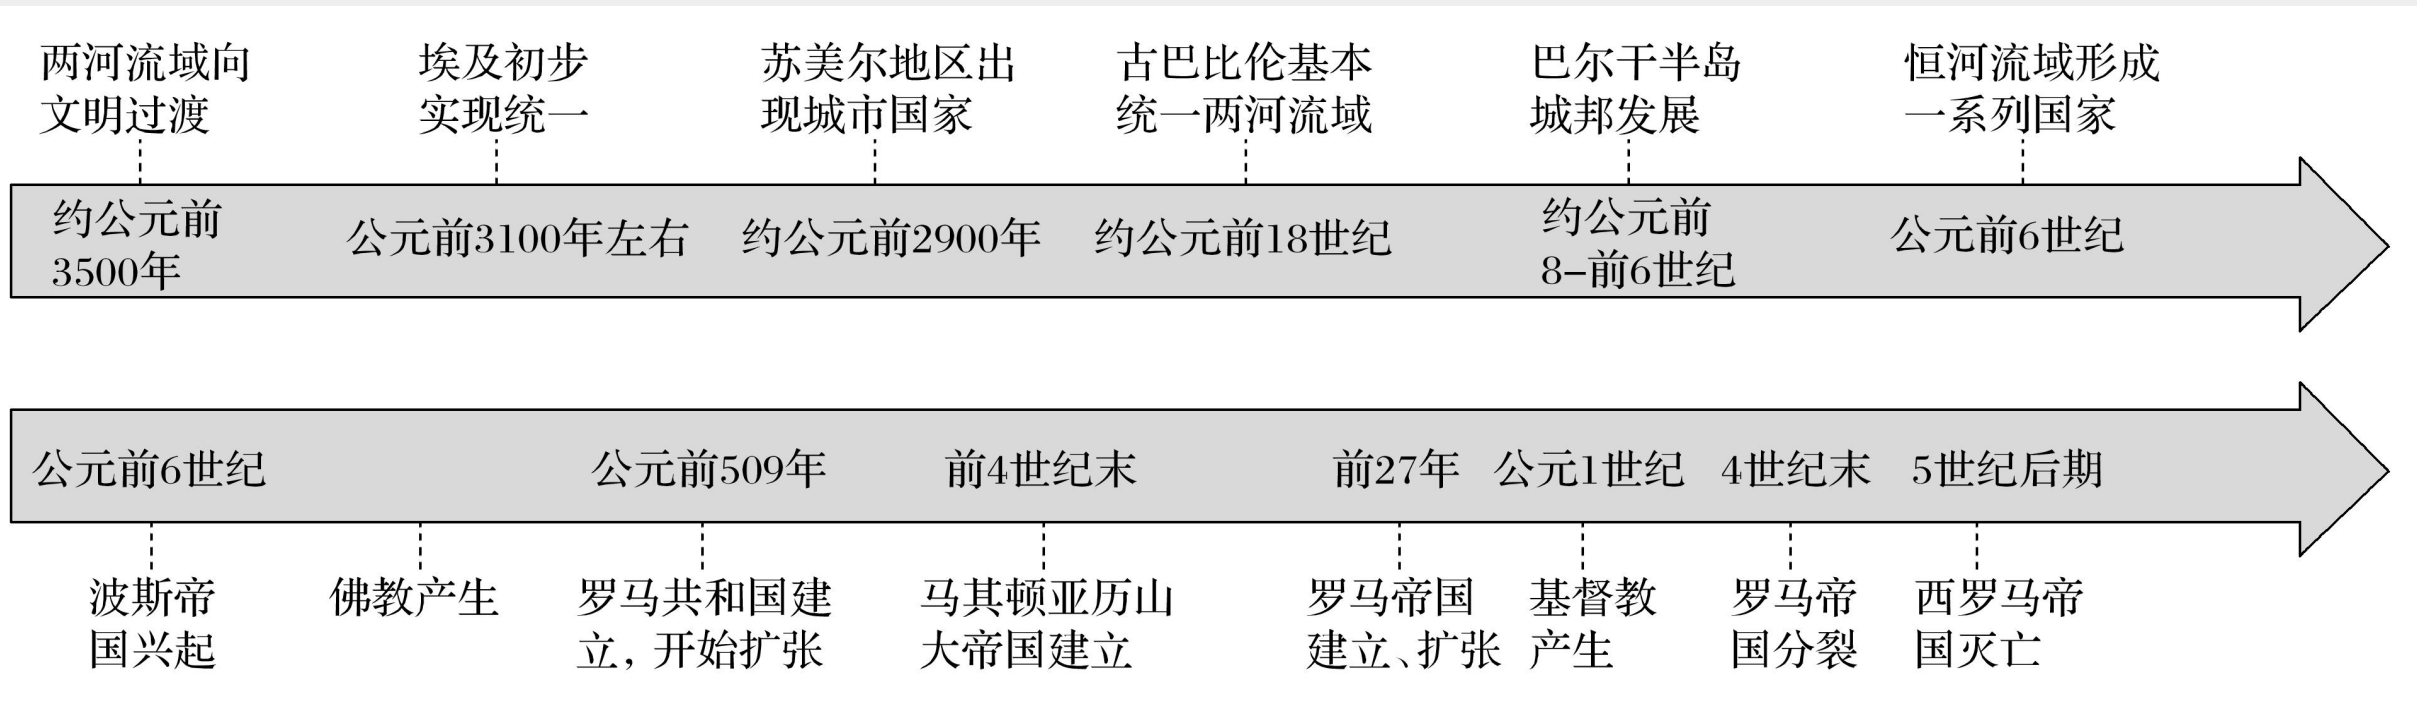 两河流域向
文明过渡
埃及初步
实现统一
苏美尔地区出
现城市国家
古巴比伦基本
统一两河流域
巴尔干半岛
城邦发展
恒河流域形成
一系列国家
约公元前
3500年
公元前3100年左右
约公元前2900年
约公元前18世纪
约公元前
8-前6世纪
公元前6世纪
公元前6世纪
公元前509年
前4世纪末
前27年
公元1世纪
4世纪末
5世纪后期
波斯帝
国兴起
佛教产生
罗马共和国建
立，开始扩张
马其顿亚历山
大帝国建立
罗马帝国
建立、扩张
基督教
产生
罗马帝
国分裂
西罗马帝
国灭亡